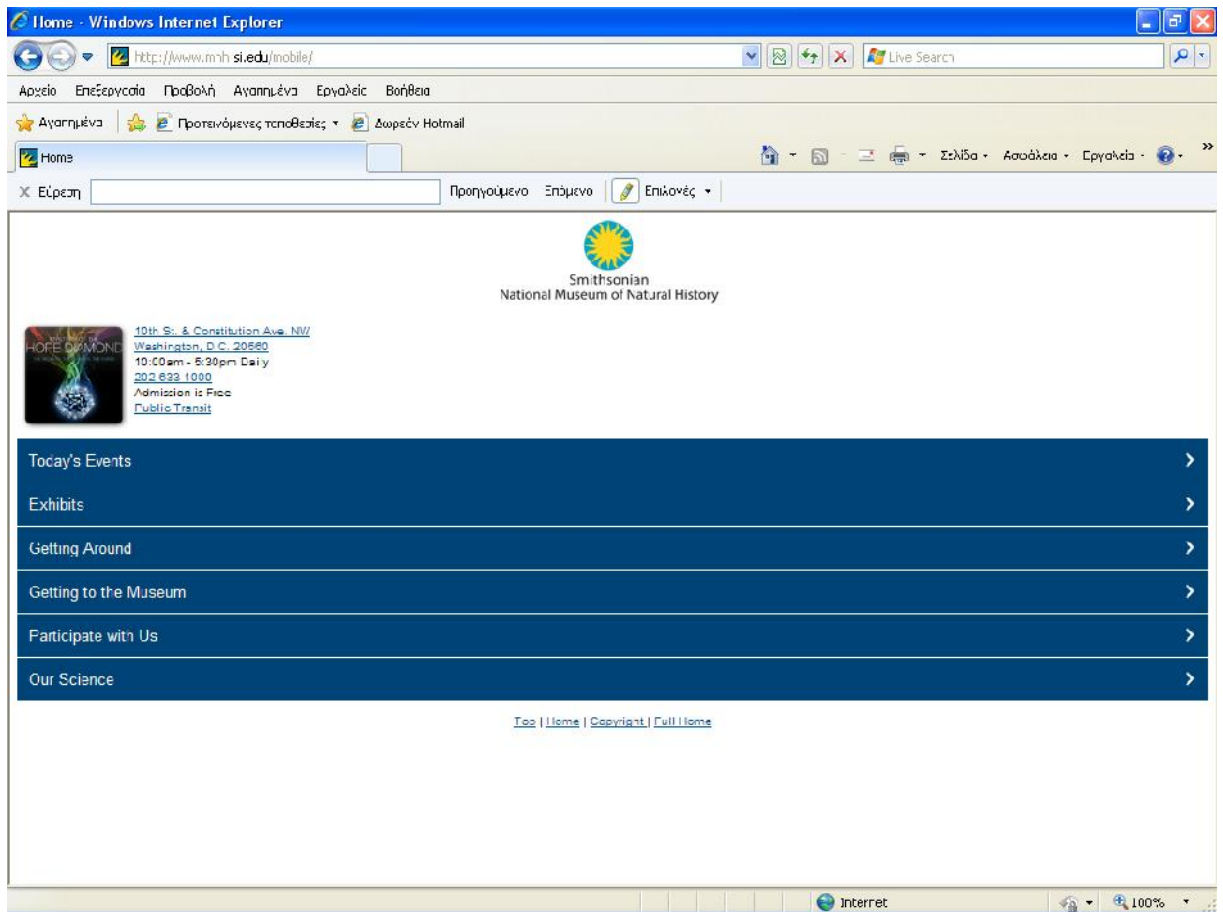 Home - Windows Internet Explorer
http://www.mnh.si.edu/mobile/
Live Search
Αρχείο Επεξεργασία Προβολή Αγαπημένα Εργαλεία Βοήθεια
Αγαπημένα Προτεινόμενες τοποθεσίες Δωρεάν Hotmail
Home
Σελίδα Ασφάλεια Εργαλεία
X Εύρεση
Προηγούμενο Επόμενο Επιλογές
Smithsonian
National Museum of Natural History
HOPE DIAMOND
10th St. & Constitution Ave. NW
Washington, D.C. 20560
10:00am - 5:30pm Daily
202 633 1000
Admission is Free
Public Transit
Today's Events
Exhibits
Getting Around
Getting to the Museum
Participate with Us
Our Science
Top | Home | Copyright | Full Home
Internet
100%